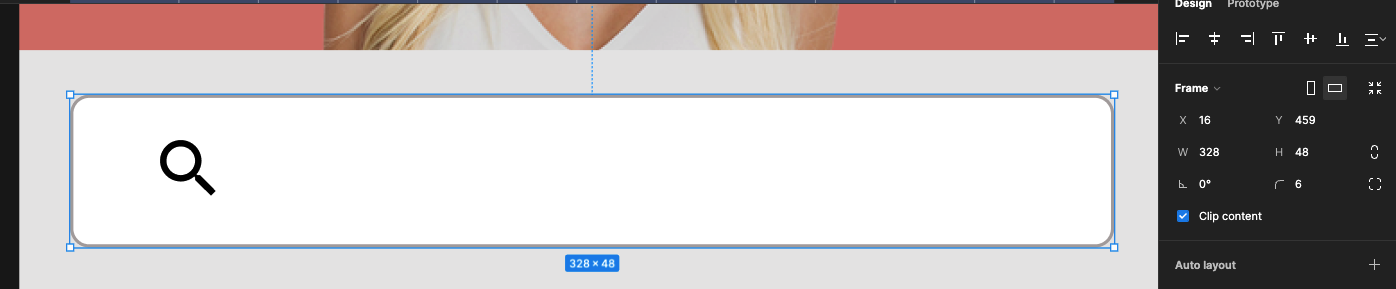 Design Prototype
Frame
X 16 Y 459
W 328 H 48
0° 6
Clip content
Auto layout
328 × 48